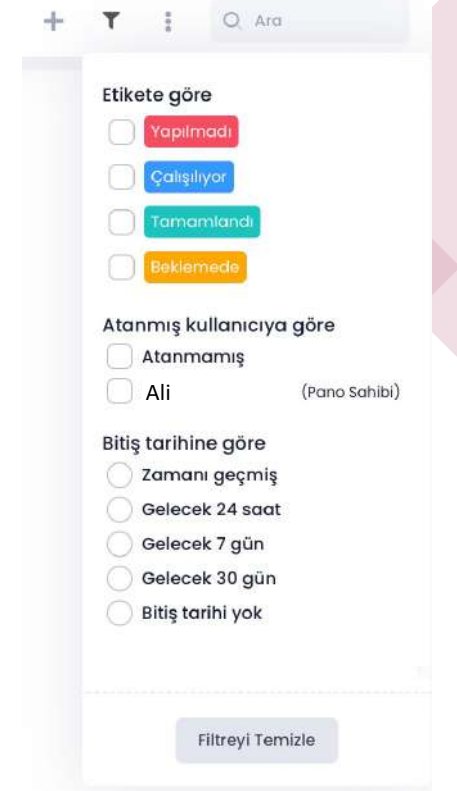 Ara
Etikete göre
Yapılmadı
Çalışılıyor
Tamamlandı
Beklemede
Atanmış kullanıcıya göre
Atanmamış
Ali (Pano Sahibi)
Bitiş tarihine göre
Zamanı geçmiş
Gelecek 24 saat
Gelecek 7 gün
Gelecek 30 gün
Bitiş tarihi yok
Filtreyi Temizle